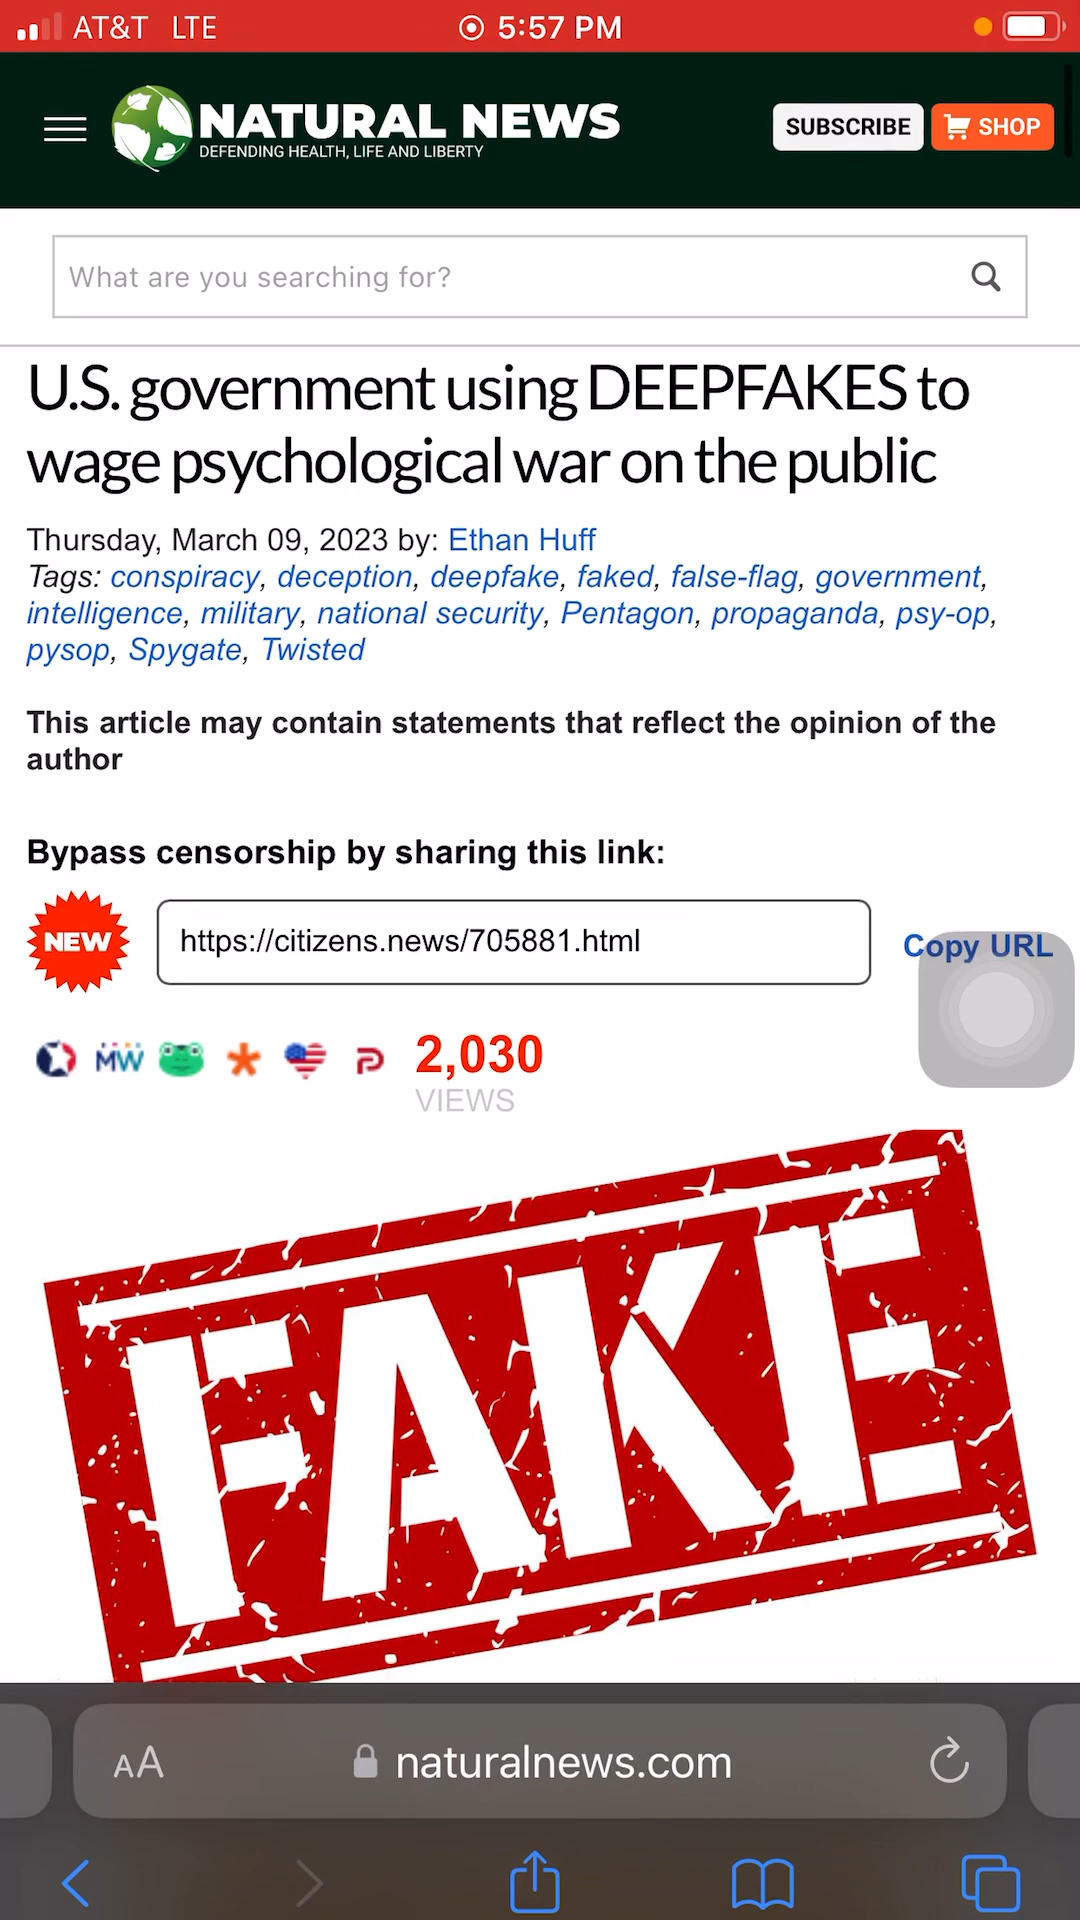 AT&T LTE 5:57 PM
NATURAL NEWS
DEFENDING HEALTH, LIFE AND LIBERTY
SUBSCRIBE
SHOP
What are you searching for?
U.S. government using DEEPFAKES to
wage psychological war on the public
Thursday, March 09, 2023 by: Ethan Huff
Tags: conspiracy, deception, deepfake, faked, false-flag, government,
intelligence, military, national security, Pentagon, propaganda, psy-op,
pysop, Spygate, Twisted
This article may contain statements that reflect the opinion of the
author
Bypass censorship by sharing this link:
NEW
https://citizens.news/705881.html
Copy URL
MW
2,030
VIEWS
FAKE
AA
naturalnews.com